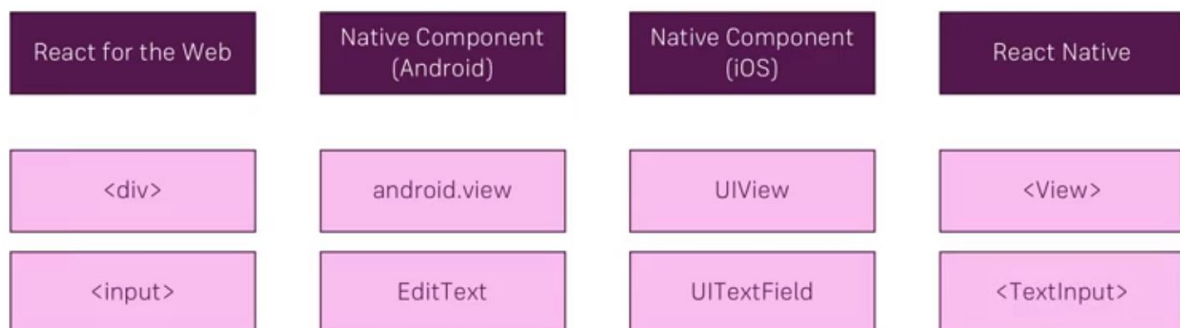 React for the Web
Native Component
(Android)
Native Component
(iOS)
React Native
<div>
android.view
UIView
<View>
<input>
EditText
UITextField
<TextInput>